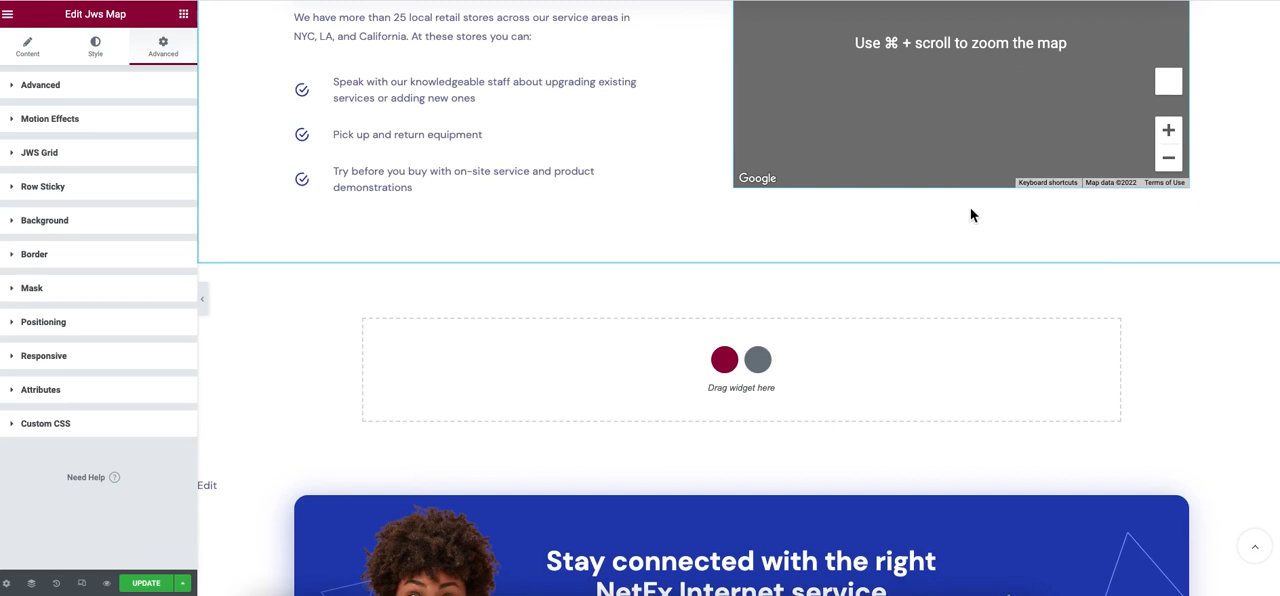 Edit Jws Map
Content
Style
Advanced
Advanced
Motion Effects
JWS Grid
Row Sticky
Background
Border
Mask
Positioning
Responsive
Attributes
Custom CSS
Need Help ?
UPDATE
We have more than 25 local retail stores across our service areas in
NYC, LA, and California. At these stores you can:
Speak with our knowledgeable staff about upgrading existing
services or adding new ones
Pick up and return equipment
Try before you buy with on-site service and product
demonstrations
Use ⌘ + scroll to zoom the map
Google
Keyboard shortcuts
Map data ©2022
Terms of Use
Drag widget here
Edit
Stay connected with the right
NetEx Internet service